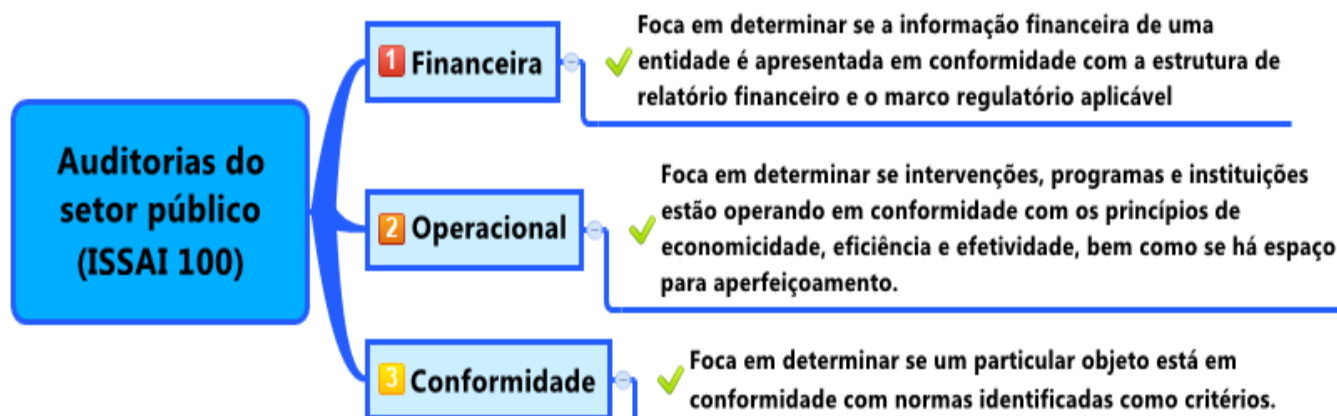 Auditorias do
setor público
(ISSAI 100)
1 Financeira
Foca em determinar se a informação financeira de uma
entidade é apresentada em conformidade com a estrutura de
relatório financeiro e o marco regulatório aplicável
2 Operacional
Foca em determinar se intervenções, programas e instituições
estão operando em conformidade com os princípios de
economicidade, eficiência e efetividade, bem como se há espaço
para aperfeiçoamento.
3 Conformidade
Foca em determinar se um particular objeto está em
conformidade com normas identificadas como critérios.